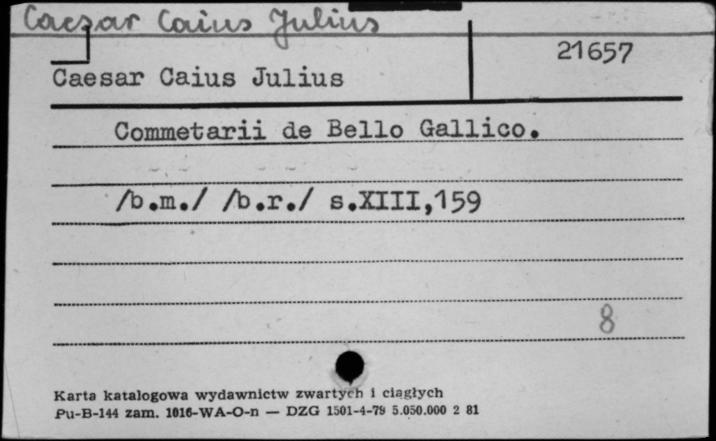 Caesar Caius Julius
21657
Caesar Caius Julius
Commetarii de Bello Gallico.
/b.m./ /b.r./ s.XIII,159
8
Karta katalogowa wydawnictw zwartych i ciągłych
Pu-B-144 zam. 1016-WA-O-n — DZG 1501-4-79 5.050.000 2 81